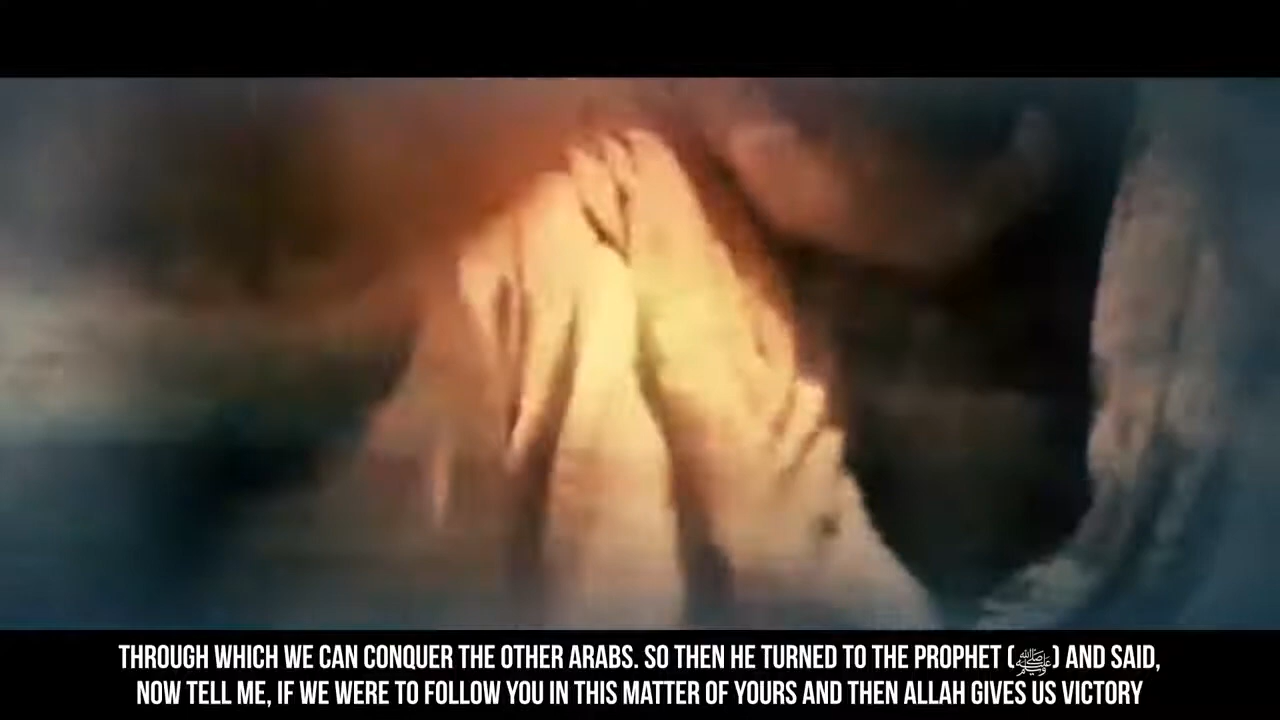 THROUGH WHICH WE CAN CONQUER THE OTHER ARABS. SO THEN HE TURNED TO THE PROPHET (ﷺ) AND SAID,
NOW TELL ME, IF WE WERE TO FOLLOW YOU IN THIS MATTER OF YOURS AND THEN ALLAH GIVES US VICTORY